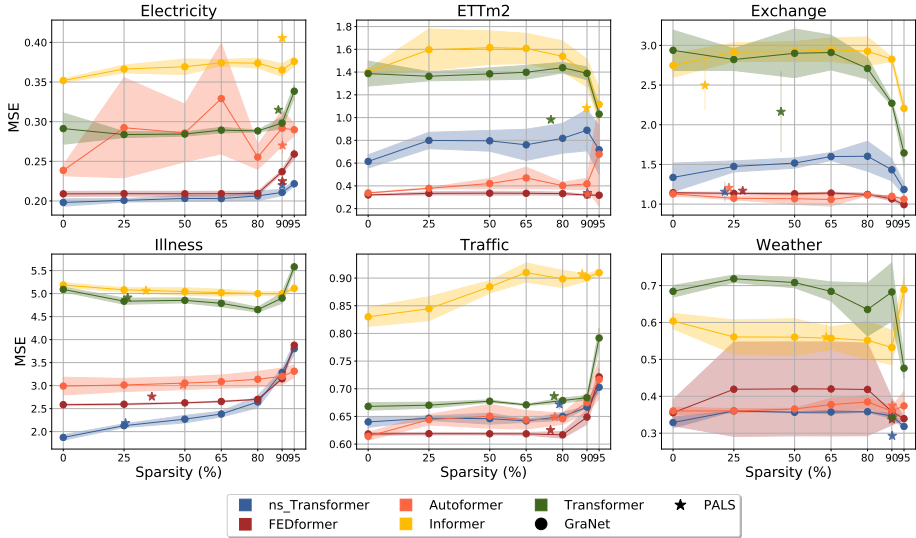 Electricity
ETTm2
Exchange
MSE
0.40
0.35
0.30
0.25
0.20
1.8
1.6
1.4
1.2
1.0
0.8
0.6
0.4
0.2
3.0
2.5
2.0
1.5
1.0
0 25 50 65 80 9095
0 25 50 65 80 9095
0 25 50 65 80 9095
Illness
Traffic
Weather
MSE
5.5
5.0
4.5
4.0
3.5
3.0
2.5
2.0
0.90
0.85
0.80
0.75
0.70
0.65
0.60
0.7
0.6
0.5
0.4
0.3
0 25 50 65 80 9095
0 25 50 65 80 9095
0 25 50 65 80 9095
Sparsity (%)
Sparsity (%)
Sparsity (%)
ns_Transformer Autoformer Transformer PALS
FEDformer Informer GraNet